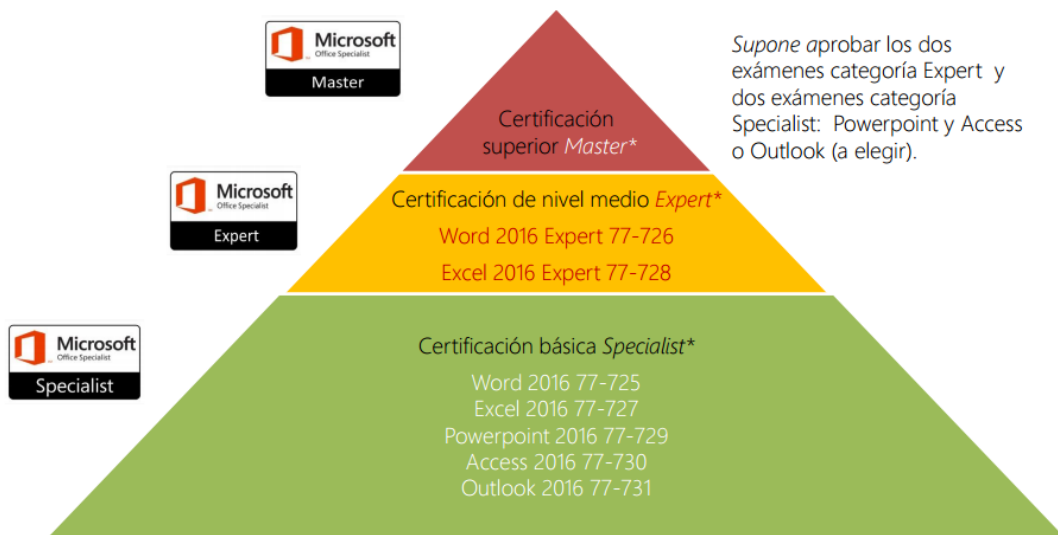 Microsoft
Office Specialist
Master
Supone aprobar los dos
exámenes categoría Expert y
dos exámenes categoría
Specialist: Powerpoint y Access
o Outlook (a elegir).
Certificación
superior Master*
Microsoft
Office Specialist
Expert
Certificación de nivel medio Expert*
Word 2016 Expert 77-726
Excel 2016 Expert 77-728
Microsoft
Office Specialist
Specialist
Certificación básica Specialist*
Word 2016 77-725
Excel 2016 77-727
Powerpoint 2016 77-729
Access 2016 77-730
Outlook 2016 77-731